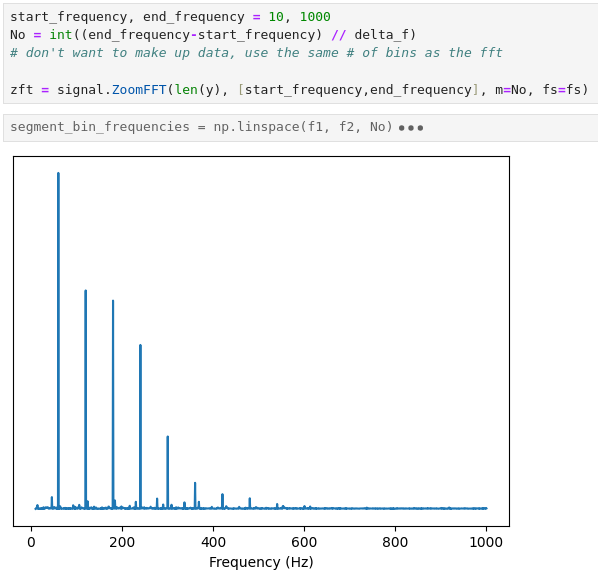 start_frequency, end_frequency = 10, 1000
No = int((end_frequency-start_frequency) // delta_f)
# don't want to make up data, use the same # of bins as the fft
zft = signal.ZoomFFT(len(y), [start_frequency,end_frequency], m=No, fs=fs)
segment_bin_frequencies = np.linspace(f1, f2, No) •••
0 200 400 600 800 1000
Frequency (Hz)